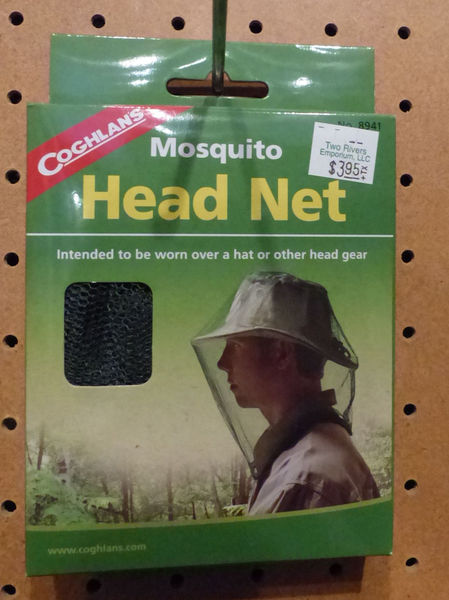 COGHLANS
No. 8941
Two Rivers
Emporium, LLC
$3.95 +TX
Mosquito
Head Net
Intended to be worn over a hat or other head gear
www.coghlans.com